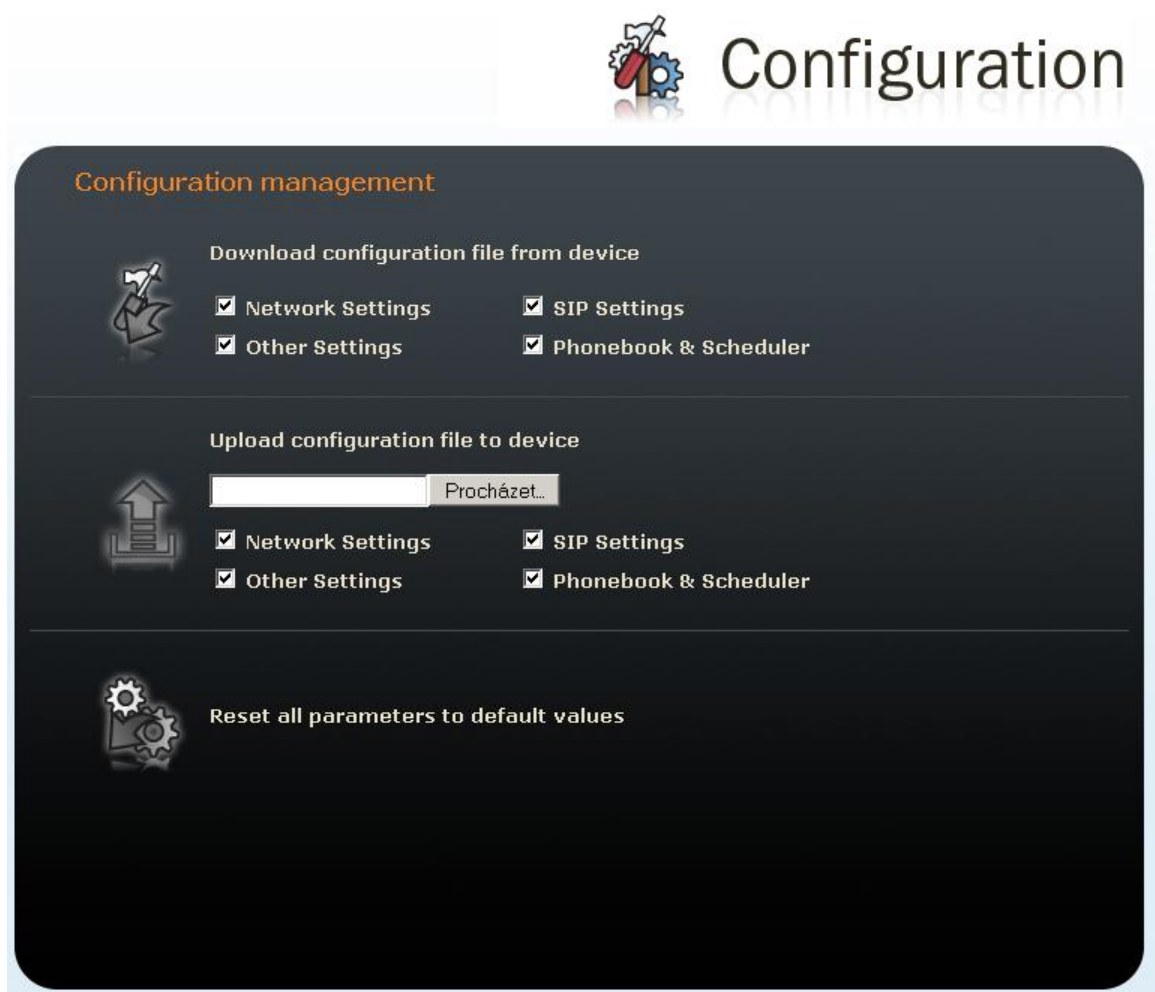 Configuration
Configuration management
Download configuration file from device
Network Settings SIP Settings
Other Settings Phonebook & Scheduler
Upload configuration file to device
Procházet...
Network Settings SIP Settings
Other Settings Phonebook & Scheduler
Reset all parameters to default values